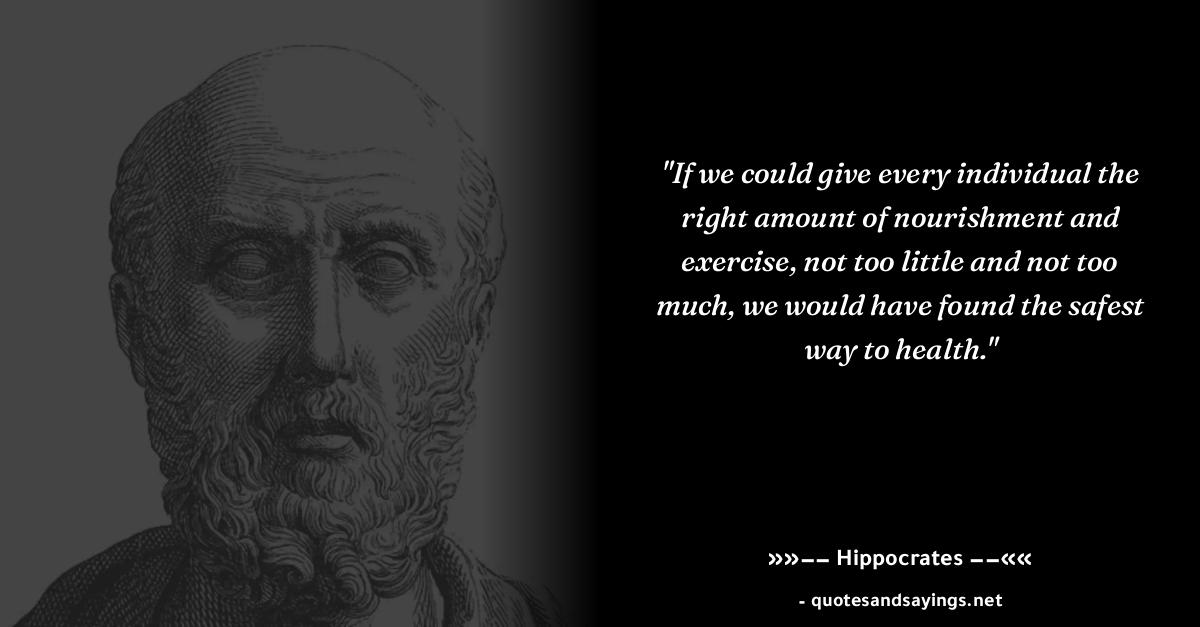 "If we could give every individual the
right amount of nourishment and
exercise, not too little and not too
much, we would have found the safest
way to health."
»»−− Hippocrates −−««
- quotesandsayings.net